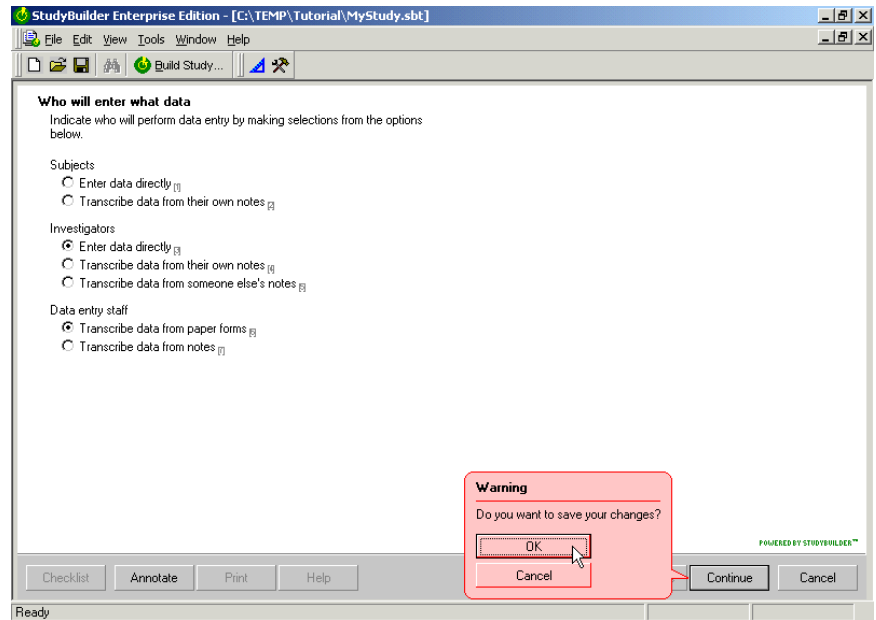 StudyBuilder Enterprise Edition - [C:\TEMP\Tutorial\MyStudy.sbt]
File Edit View Tools Window Help
Build Study...
Who will enter what data
Indicate who will perform data entry by making selections from the options
below.
Subjects
Enter data directly [1]
Transcribe data from their own notes [2]
Investigators
Enter data directly [3]
Transcribe data from their own notes [4]
Transcribe data from someone else's notes [5]
Data entry staff
Transcribe data from paper forms
Transcribe data from notes [7]
Warning
Do you want to save your changes?
OK
Cancel
POWERED BY STUDYBUILDER™
Checklist Annotate Print Help Continue Cancel
Ready